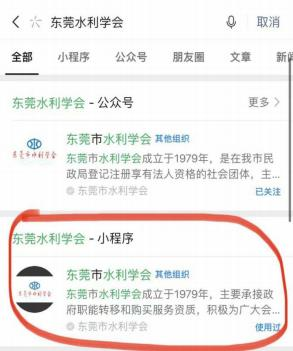 东莞水利学会
取消
全部 小程序 公众号 朋友圈 文章
东莞水利学会 - 公众号
更多
东莞市水利学会 其他组织
东莞市水利学会成立于1979年，是在我市民
政局登记注册享有法人资格的社会团体，主...
东莞市水利学会
东莞市水利学会
已关注
东莞水利学会 - 小程序
东莞市水利学会 其他组织
东莞市水利学会成立于1979年，主要承接政
府职能转移和购买服务资质，积极为广大会...
东莞市水利学会
使用过